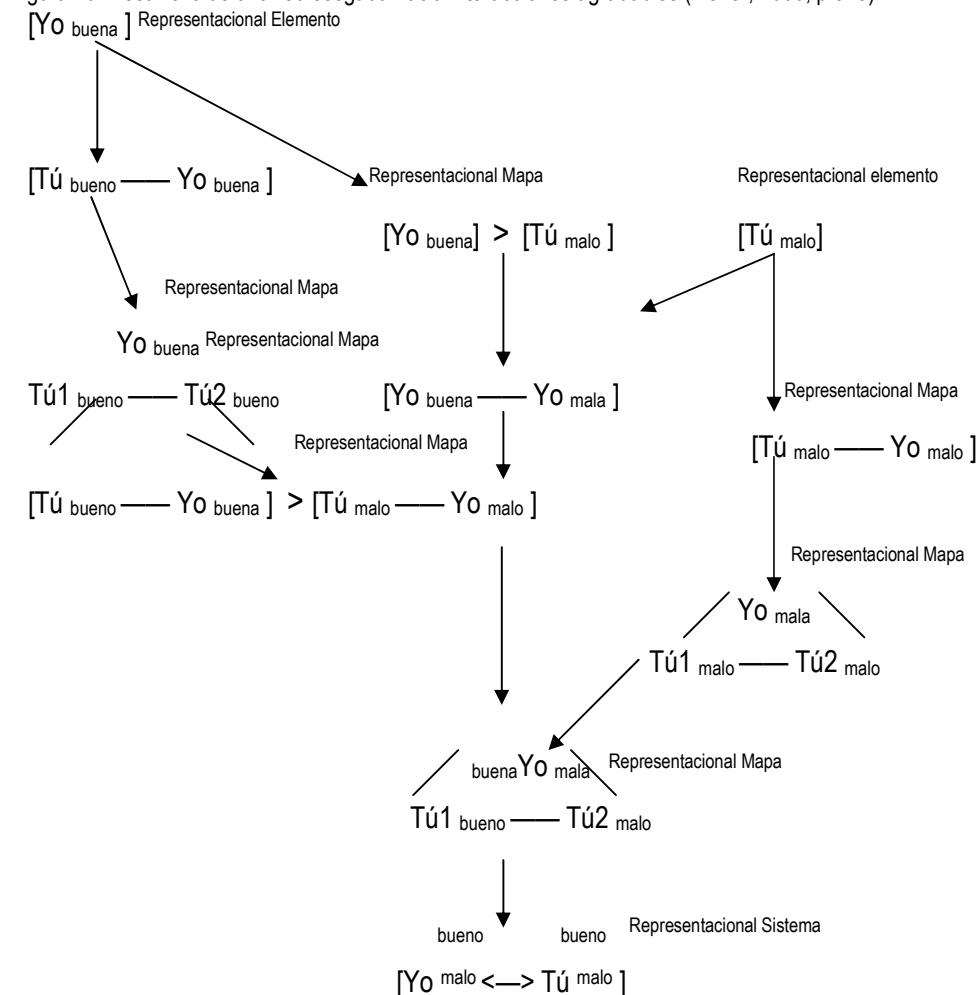 [Yo buena ] Representacional Elemento
[Tú bueno —— Yo buena ]
Representacional Mapa
Representacional elemento
[Yo buena] > [Tú malo ]
[Tú malo]
Representacional Mapa
Yo buena Representacional Mapa
Tú1 bueno —— Tú2 bueno
[Yo buena —— Yo mala ]
Representacional Mapa
Representacional Mapa
[Tú malo —— Yo malo ]
[Tú bueno —— Yo buena ] > [Tú malo —— Yo malo ]
Representacional Mapa
Yo mala
Tú1 malo —— Tú2 malo
buenaYo mala Representacional Mapa
Tú1 bueno —— Tú2 malo
bueno bueno Representacional Sistema
[Yo malo <—> Tú malo ]